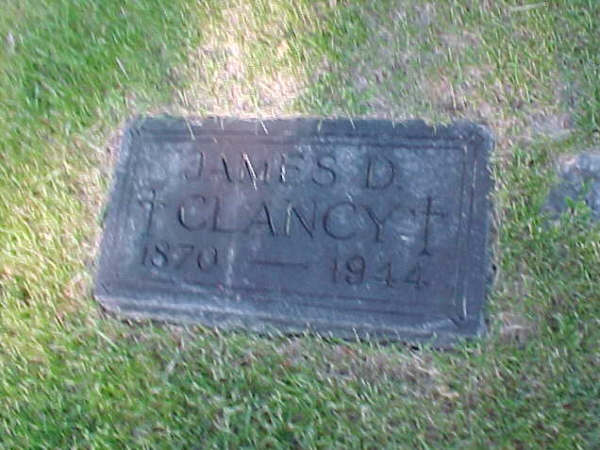 JAMES D.
CLANCY
1870 — 1944